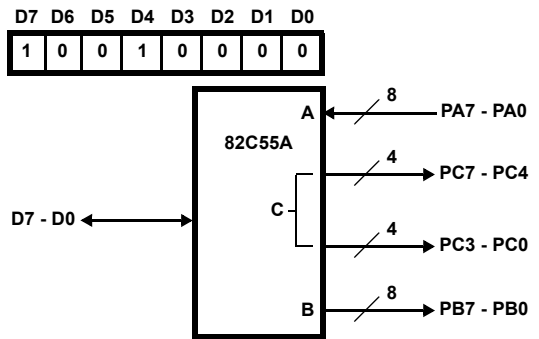 D7 D6 D5 D4 D3 D2 D1 D0
1 0 0 1 0 0 0 0
8
A PA7 - PA0
82C55A
4
PC7 - PC4
C
D7 - D0
4
PC3 - PC0
8
B PB7 - PB0